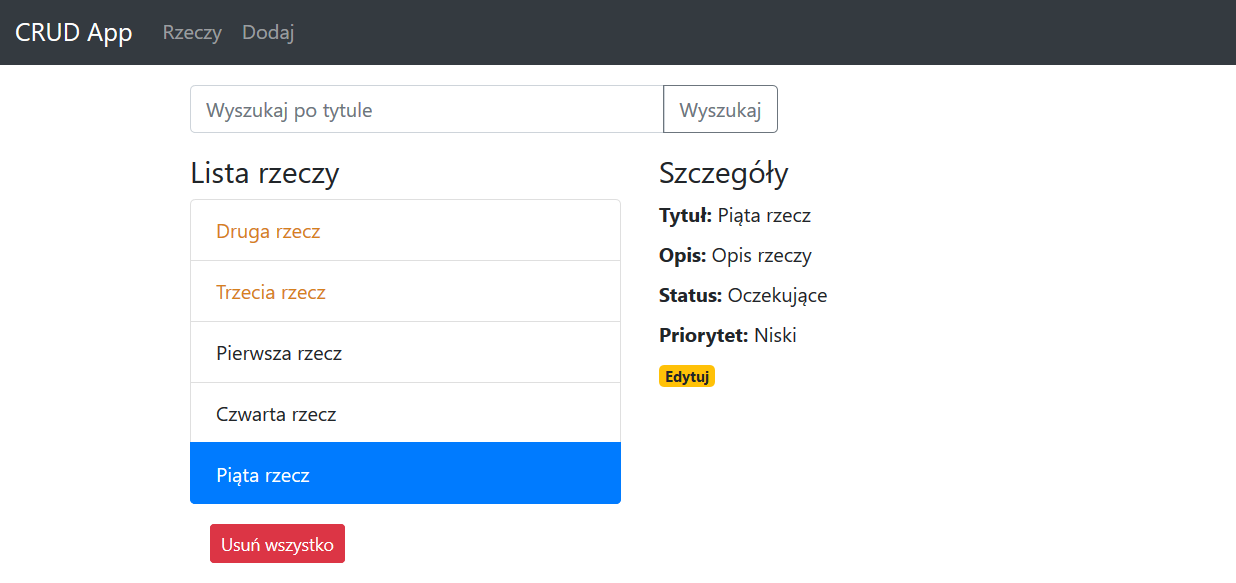 CRUD App Rzeczy Dodaj
Wyszukaj po tytule Wyszukaj
Lista rzeczy
Druga rzecz
Trzecia rzecz
Pierwsza rzecz
Czwarta rzecz
Piąta rzecz
Usuń wszystko
Szczegóły
Tytuł: Piąta rzecz
Opis: Opis rzeczy
Status: Oczekujące
Priorytet: Niski
Edytuj